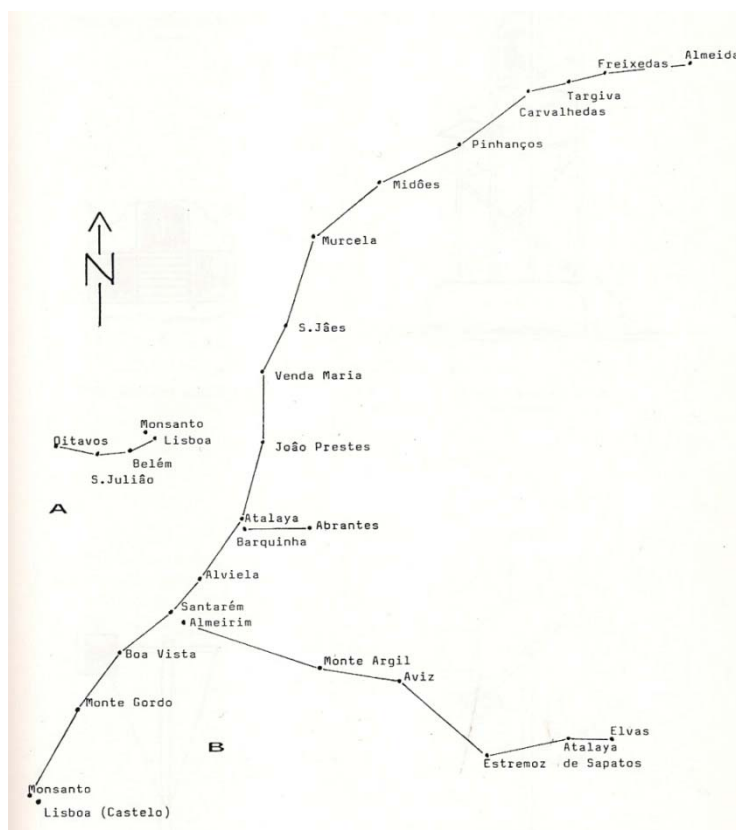 Freixedas
Almeida
Targiva
Carvalhedas
Pinhanços
Midões
Murcela
N
S.Jães
Venda Maria
Monsanto
Oitavos
Lisboa
Belém
S.Julião
João Prestes
A
Atalaya
Barquinha
Abrantes
Alviela
Santarém
Almeirim
Boa Vista
Monte Argil
Aviz
Monte Gordo
B
Elvas
Estremoz
Atalaya
de Sapatos
Monsanto
Lisboa (Castelo)